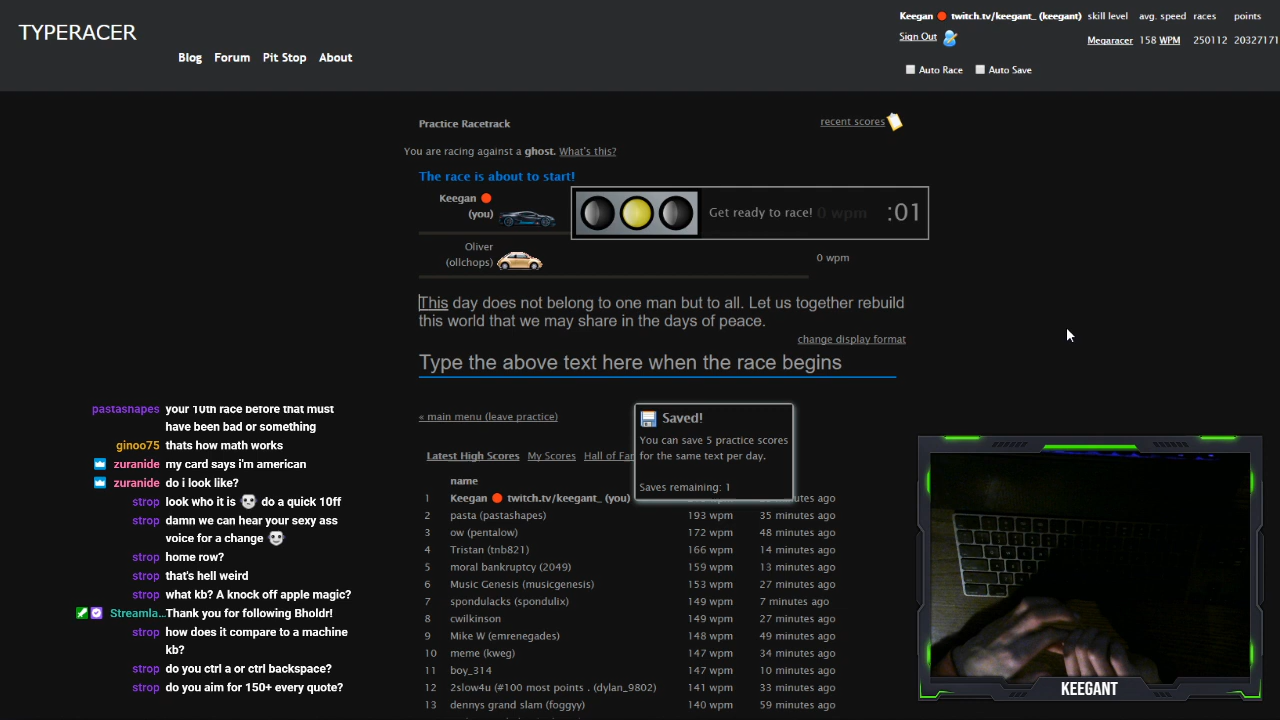 TYPERACER
Blog Forum Pit Stop About
Keegan twitch.tv/keegant_ (keegant) skill level avg. speed races points
Sign Out Megaracer 158 WPM 250112 20327171
Auto Race Auto Save
Practice Racetrack
recent scores
You are racing against a ghost. What's this?
The race is about to start!
Keegan
(you)
Get ready to race! 0 wpm :01
Oliver
(ollchops)
0 wpm
This day does not belong to one man but to all. Let us together rebuild
this world that we may share in the days of peace.
change display format
Type the above text here when the race begins
« main menu (leave practice)
Saved!
You can save 5 practice scores
for the same text per day.
Saves remaining: 1
Latest High Scores My Scores Hall of Fa
name
1 Keegan twitch.tv/keegant_ (you) ago
2 pasta (pastashapes) 193 wpm 35 minutes ago
3 ow (pentalow) 172 wpm 48 minutes ago
4 Tristan (tnb821) 166 wpm 14 minutes ago
5 moral bankruptcy (2049) 159 wpm 13 minutes ago
6 Music Genesis (musicgenesis) 153 wpm 27 minutes ago
7 spondulacks (spondulix) 149 wpm 7 minutes ago
8 cwilkinson 149 wpm 27 minutes ago
9 Mike W (emrenegades) 148 wpm 49 minutes ago
10 meme (kweg) 147 wpm 34 minutes ago
11 boy_314 147 wpm 10 minutes ago
12 2slow4u (#100 most points . (dylan_9802) 141 wpm 33 minutes ago
13 dennys grand slam (foggyy) 140 wpm 59 minutes ago
pastasnapes your 10th race before that must
have been bad or something
ginoo75 thats how math works
zuranide my card says i'm american
zuranide do i look like?
strop look who it is do a quick 10ff
strop damn we can hear your sexy ass
voice for a change
strop home row?
strop that's hell weird
strop what kb? A knock off apple magic?
Streamla... Thank you for following Bholdr!
strop how does it compare to a machine
kb?
strop do you ctrl a or ctrl backspace?
strop do you aim for 150+ every quote?
KEEGANT